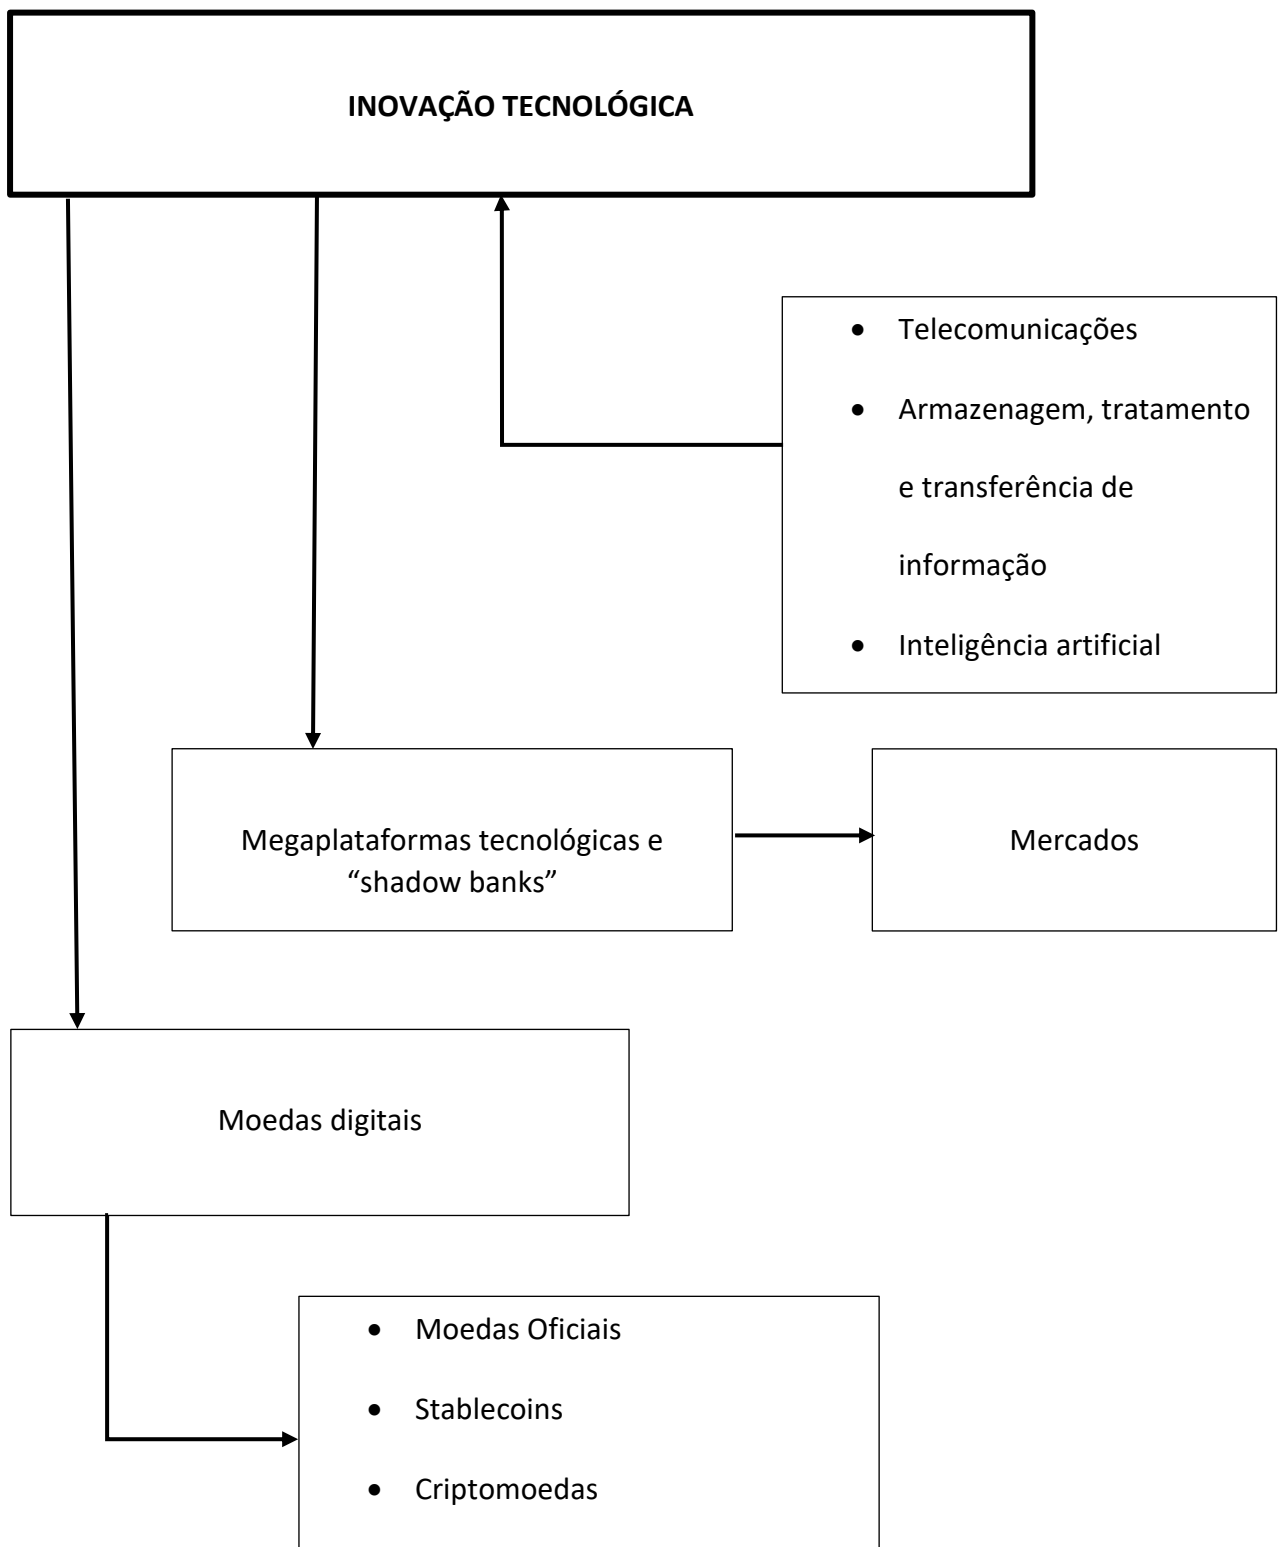 INOVAÇÃO TECNOLÓGICA
• Telecomunicações
• Armazenagem, tratamento
e transferência de
informação
• Inteligência artificial
Megaplataformas tecnológicas e
“shadow banks”
Mercados
Moedas digitais
• Moedas Oficiais
• Stablecoins
• Criptomoedas